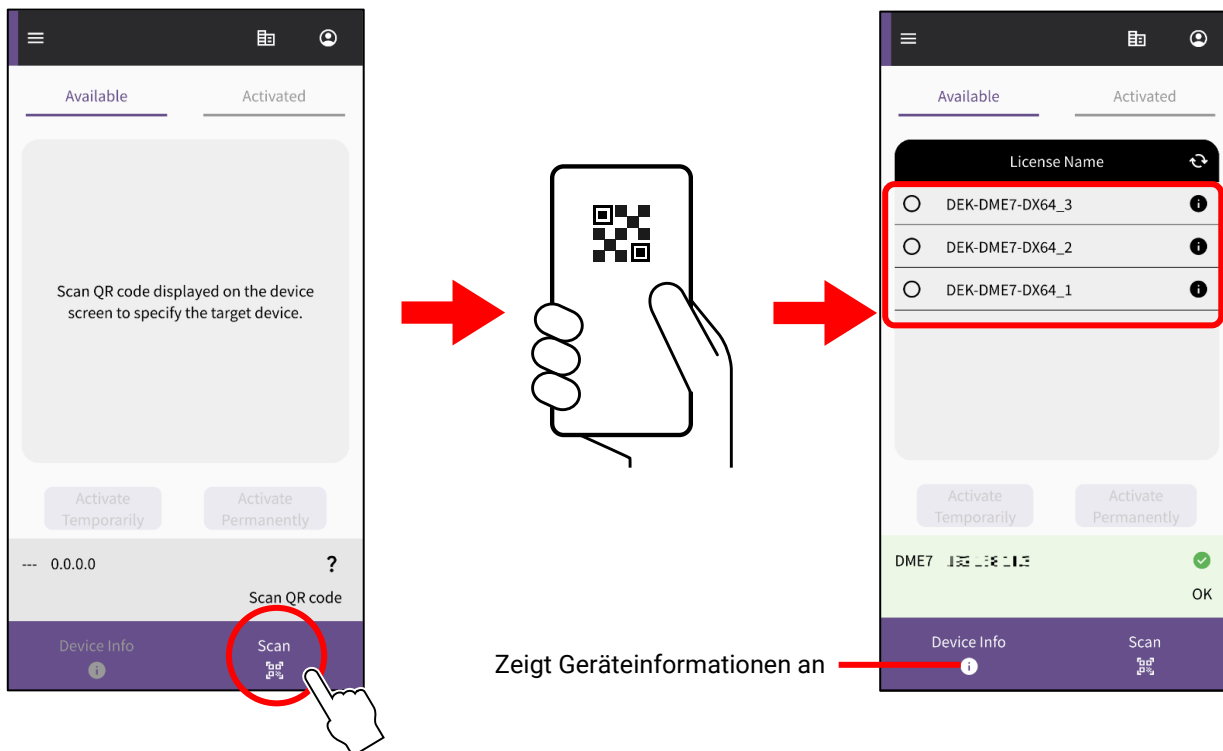 Available
Activated
Scan QR code displayed on the device
screen to specify the target device.
Activate
Temporarily
Activate
Permanently
--- 0.0.0.0
?
Scan QR code
Device Info
Scan
Available
Activated
License Name
DEK-DME7-DX64_3
DEK-DME7-DX64_2
DEK-DME7-DX64_1
Activate
Temporarily
Activate
Permanently
DME7
OK
Device Info
Scan
Zeigt Geräteinformationen an